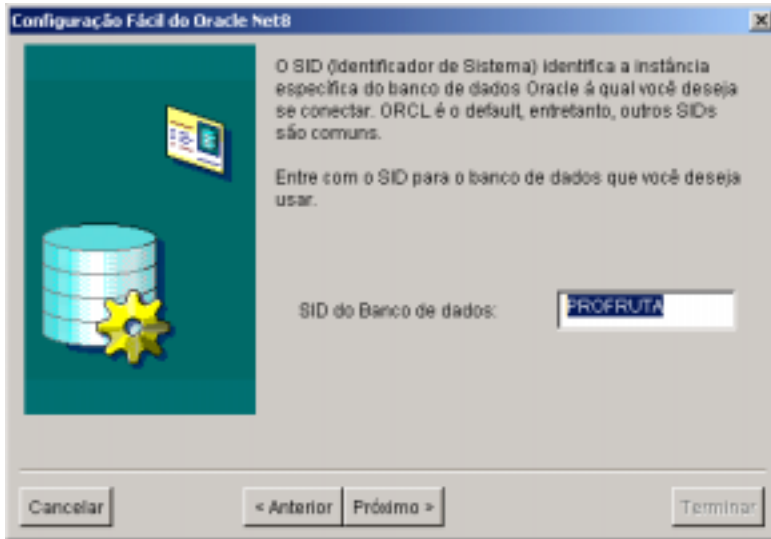 Configuração Fácil do Oracle Net8
O SID (Identificador de Sistema) identifica a instância
específica do banco de dados Oracle á qual você deseja
se conectar. ORCL é o default, entretanto, outros SIDs
são comuns.
Entre com o SID para o banco de dados que você deseja
usar.
SID do Banco de dados: PROFRUTA
Cancelar < Anterior Próximo > Terminar